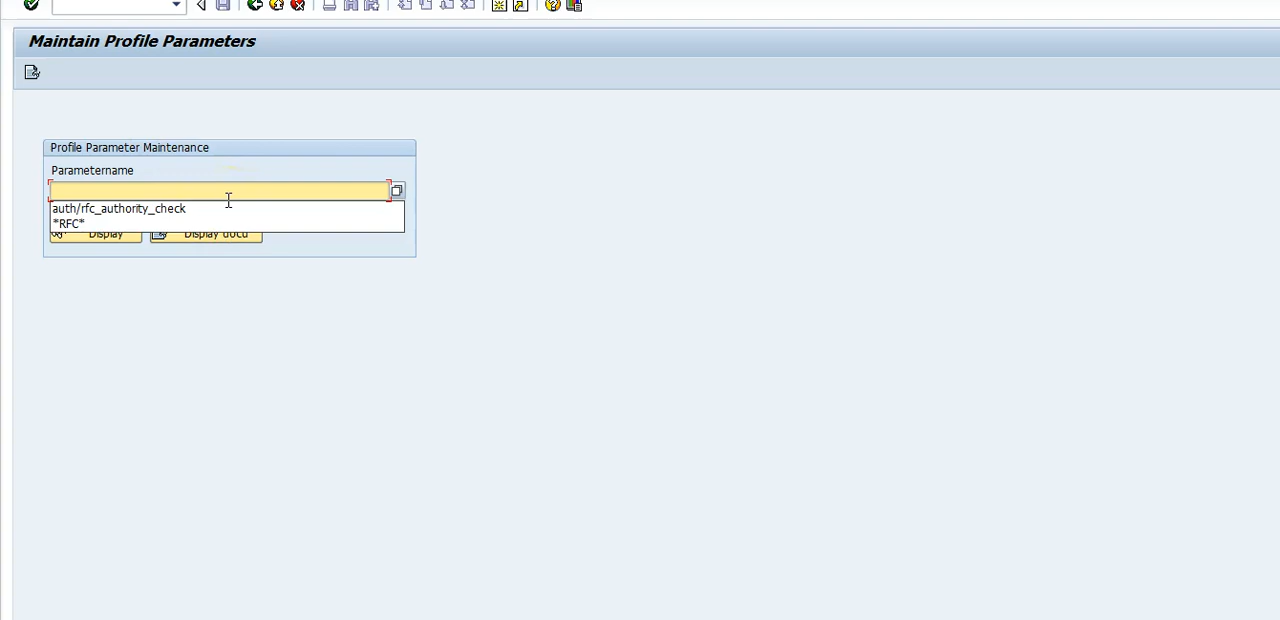 Maintain Profile Parameters
Profile Parameter Maintenance
Parametername
auth/rfc_authority_check
*RFC*
Display
Display docu